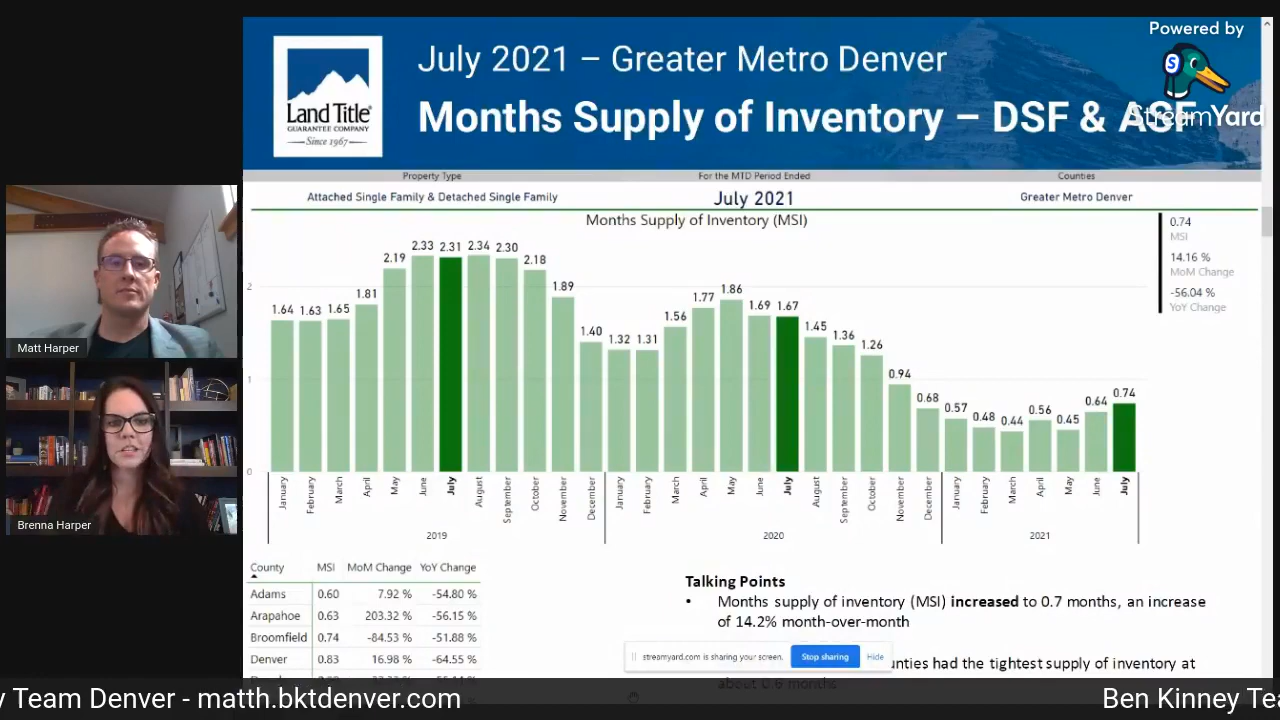 Powered by
StreamYard
Land Title®
GUARANTEE COMPANY
Since 1967
July 2021 – Greater Metro Denver
Months Supply of Inventory – DSF & ASF
Property Type
For the MTD Period Ended
Counties
Attached Single Family & Detached Single Family
July 2021
Greater Metro Denver
Months Supply of Inventory (MSI)
0.74
MSI
14.16 %
MoM Change
-56.04 %
YoY Change
2
1
0
1.64 1.63 1.65 1.81 2.19 2.33 2.31 2.34 2.30 2.18 1.89 1.40 1.32 1.31 1.56 1.77 1.86 1.69 1.67 1.45 1.36 1.26 0.94 0.68 0.57 0.48 0.44 0.56 0.45 0.64 0.74
January February March April May June July August September October November December January February March April May June July August September October November December January February March April May June July
2019 2020 2021
Matt Harper
Brenna Harper
County MSI MoM Change YoY Change
Adams 0.60 7.92 % -54.80 %
Arapahoe 0.63 203.32 % -56.15 %
Broomfield 0.74 -84.53 % -51.88 %
Denver 0.83 16.98 % -64.55 %
Talking Points
• Months supply of inventory (MSI) increased to 0.7 months, an increase
of 14.2% month-over-month
streamyard.com is sharing your screen. Stop sharing Hide
unties had the tightest supply of inventory at
about 0.6 months
y Team Denver - matth.bktdenver.com
Ben Kinney Tea